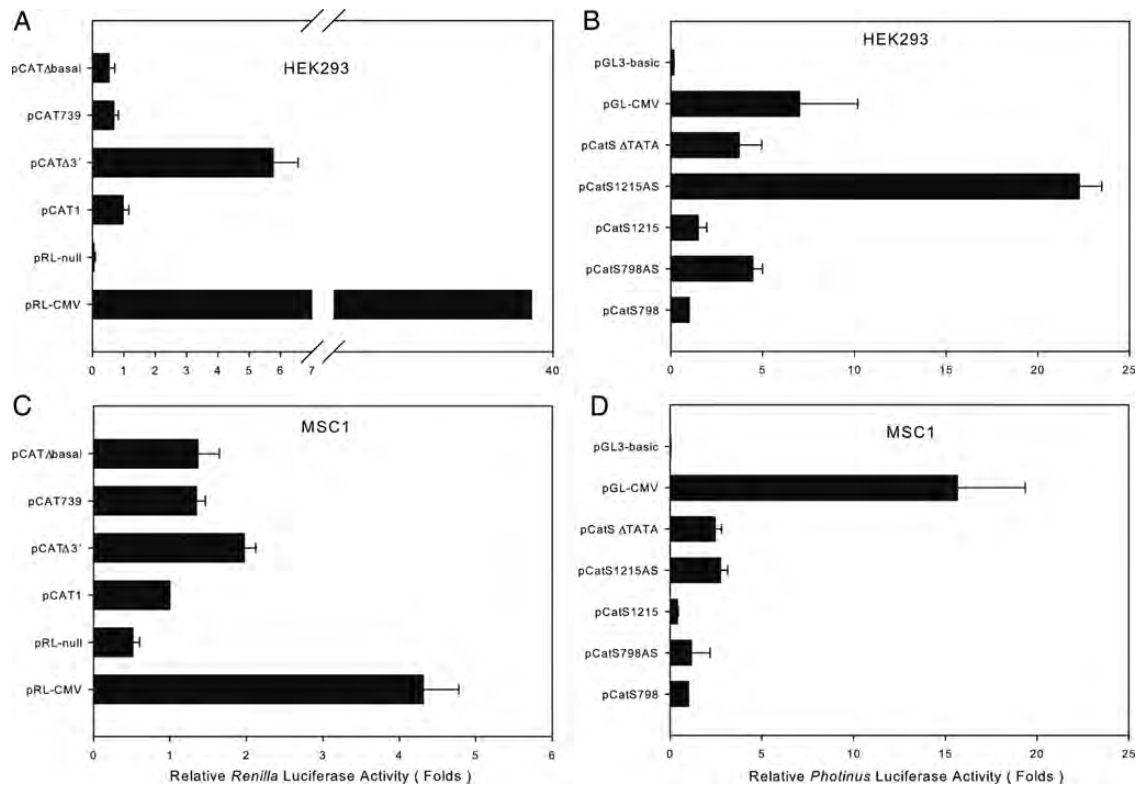 A
HEK293
pCATΔbasal
pCAT739
pCATΔ3´
pCAT1
pRL-null
pRL-CMV
0 1 2 3 4 5 6 7 40
B
HEK293
pGL3-basic
pGL-CMV
pCatS ΔTATA
pCatS1215AS
pCatS1215
pCatS798AS
pCatS798
0 5 10 15 20 25
C
MSC1
pCATΔbasal
pCAT739
pCATΔ3´
pCAT1
pRL-null
pRL-CMV
0 1 2 3 4 5 6
Relative Renilla Luciferase Activity ( Folds )
D
MSC1
pGL3-basic
pGL-CMV
pCatS ΔTATA
pCatS1215AS
pCatS1215
pCatS798AS
pCatS798
0 5 10 15 20 25
Relative Photinus Luciferase Activity ( Folds )